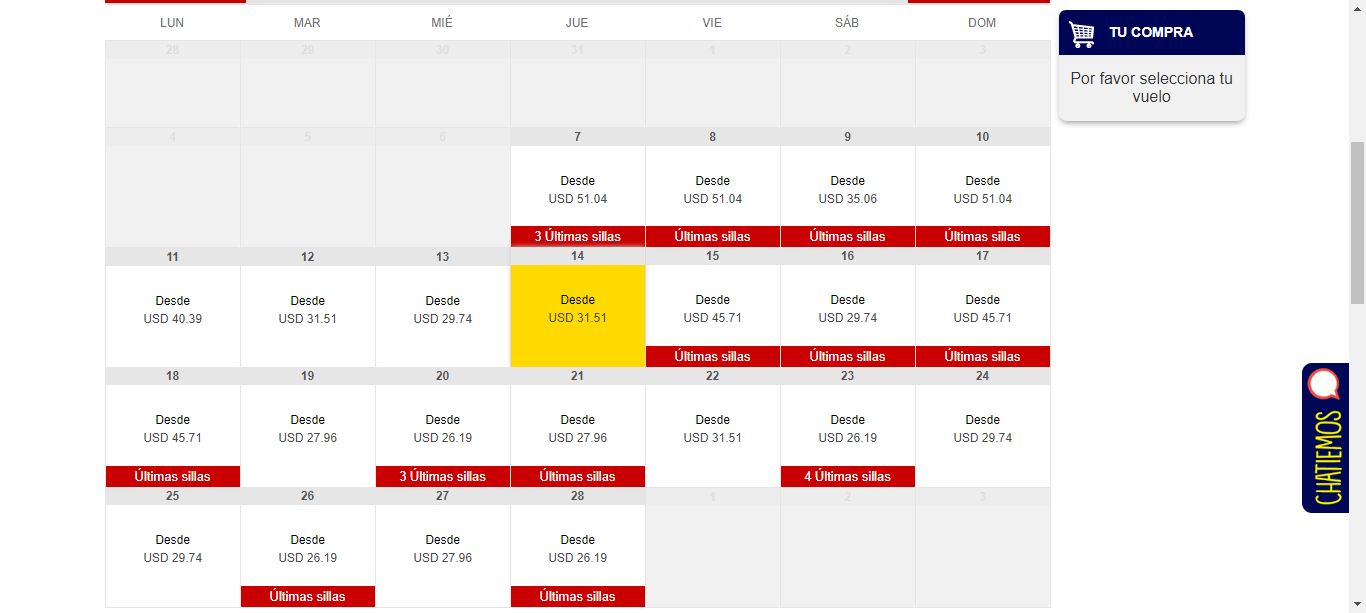 LUN MAR MIÉ JUE VIE SÁB DOM
TU COMPRA
Por favor selecciona tu
vuelo
28 29 30 31 1 2 3
4 5 6 7 8 9 10
Desde Desde Desde Desde
USD 51.04 USD 51.04 USD 35.06 USD 51.04
3 Últimas sillas Últimas sillas Últimas sillas Últimas sillas
11 12 13 14 15 16 17
Desde Desde Desde Desde Desde Desde Desde
USD 40.39 USD 31.51 USD 29.74 USD 31.51 USD 45.71 USD 29.74 USD 45.71
Últimas sillas Últimas sillas Últimas sillas
18 19 20 21 22 23 24
Desde Desde Desde Desde Desde Desde Desde
USD 45.71 USD 27.96 USD 26.19 USD 27.96 USD 31.51 USD 26.19 USD 29.74
Últimas sillas 3 Últimas sillas Últimas sillas 4 Últimas sillas
25 26 27 28 1 2 3
Desde Desde Desde Desde
USD 29.74 USD 26.19 USD 27.96 USD 26.19
Últimas sillas Últimas sillas
CHATIEMOS